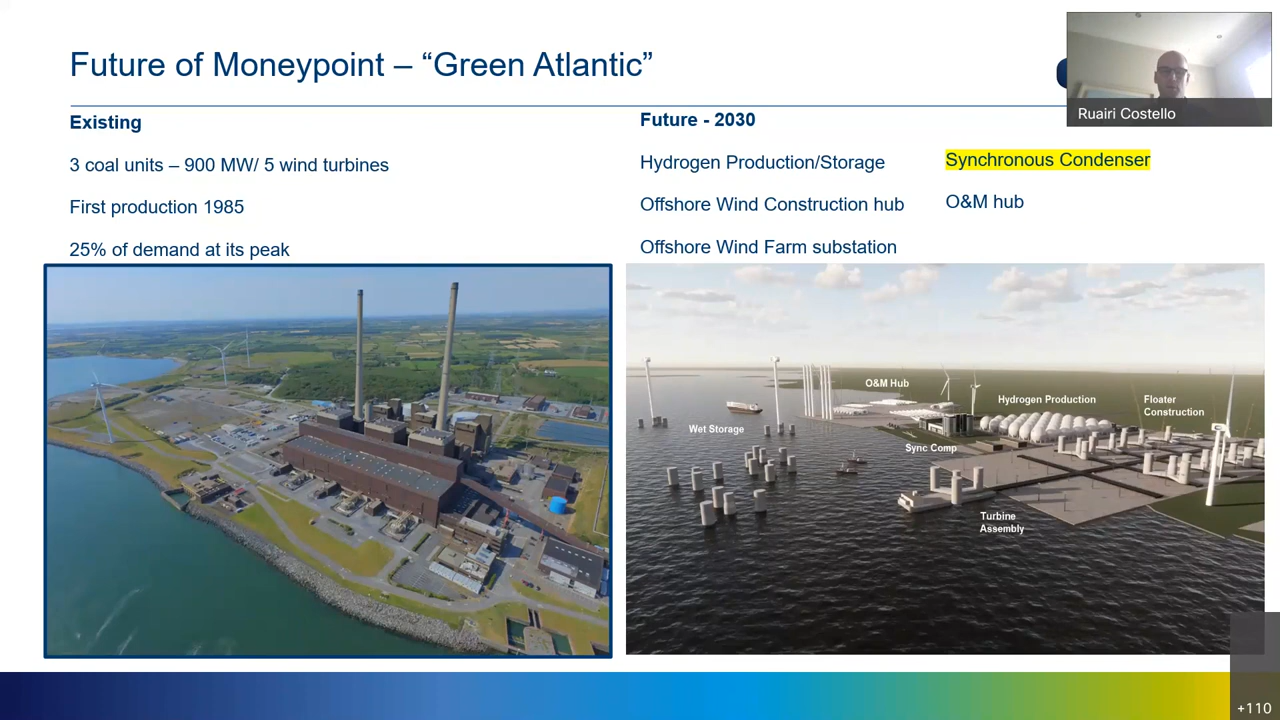 Future of Moneypoint – “Green Atlantic”
Ruairi Costello
Existing
3 coal units – 900 MW/ 5 wind turbines
First production 1985
25% of demand at its peak
Future - 2030
Hydrogen Production/Storage
Offshore Wind Construction hub
Offshore Wind Farm substation
Synchronous Condenser
O&M hub
O&M Hub
Hydrogen Production
Floater
Construction
Wet Storage
Sync Comp
Turbine
Assembly
+110